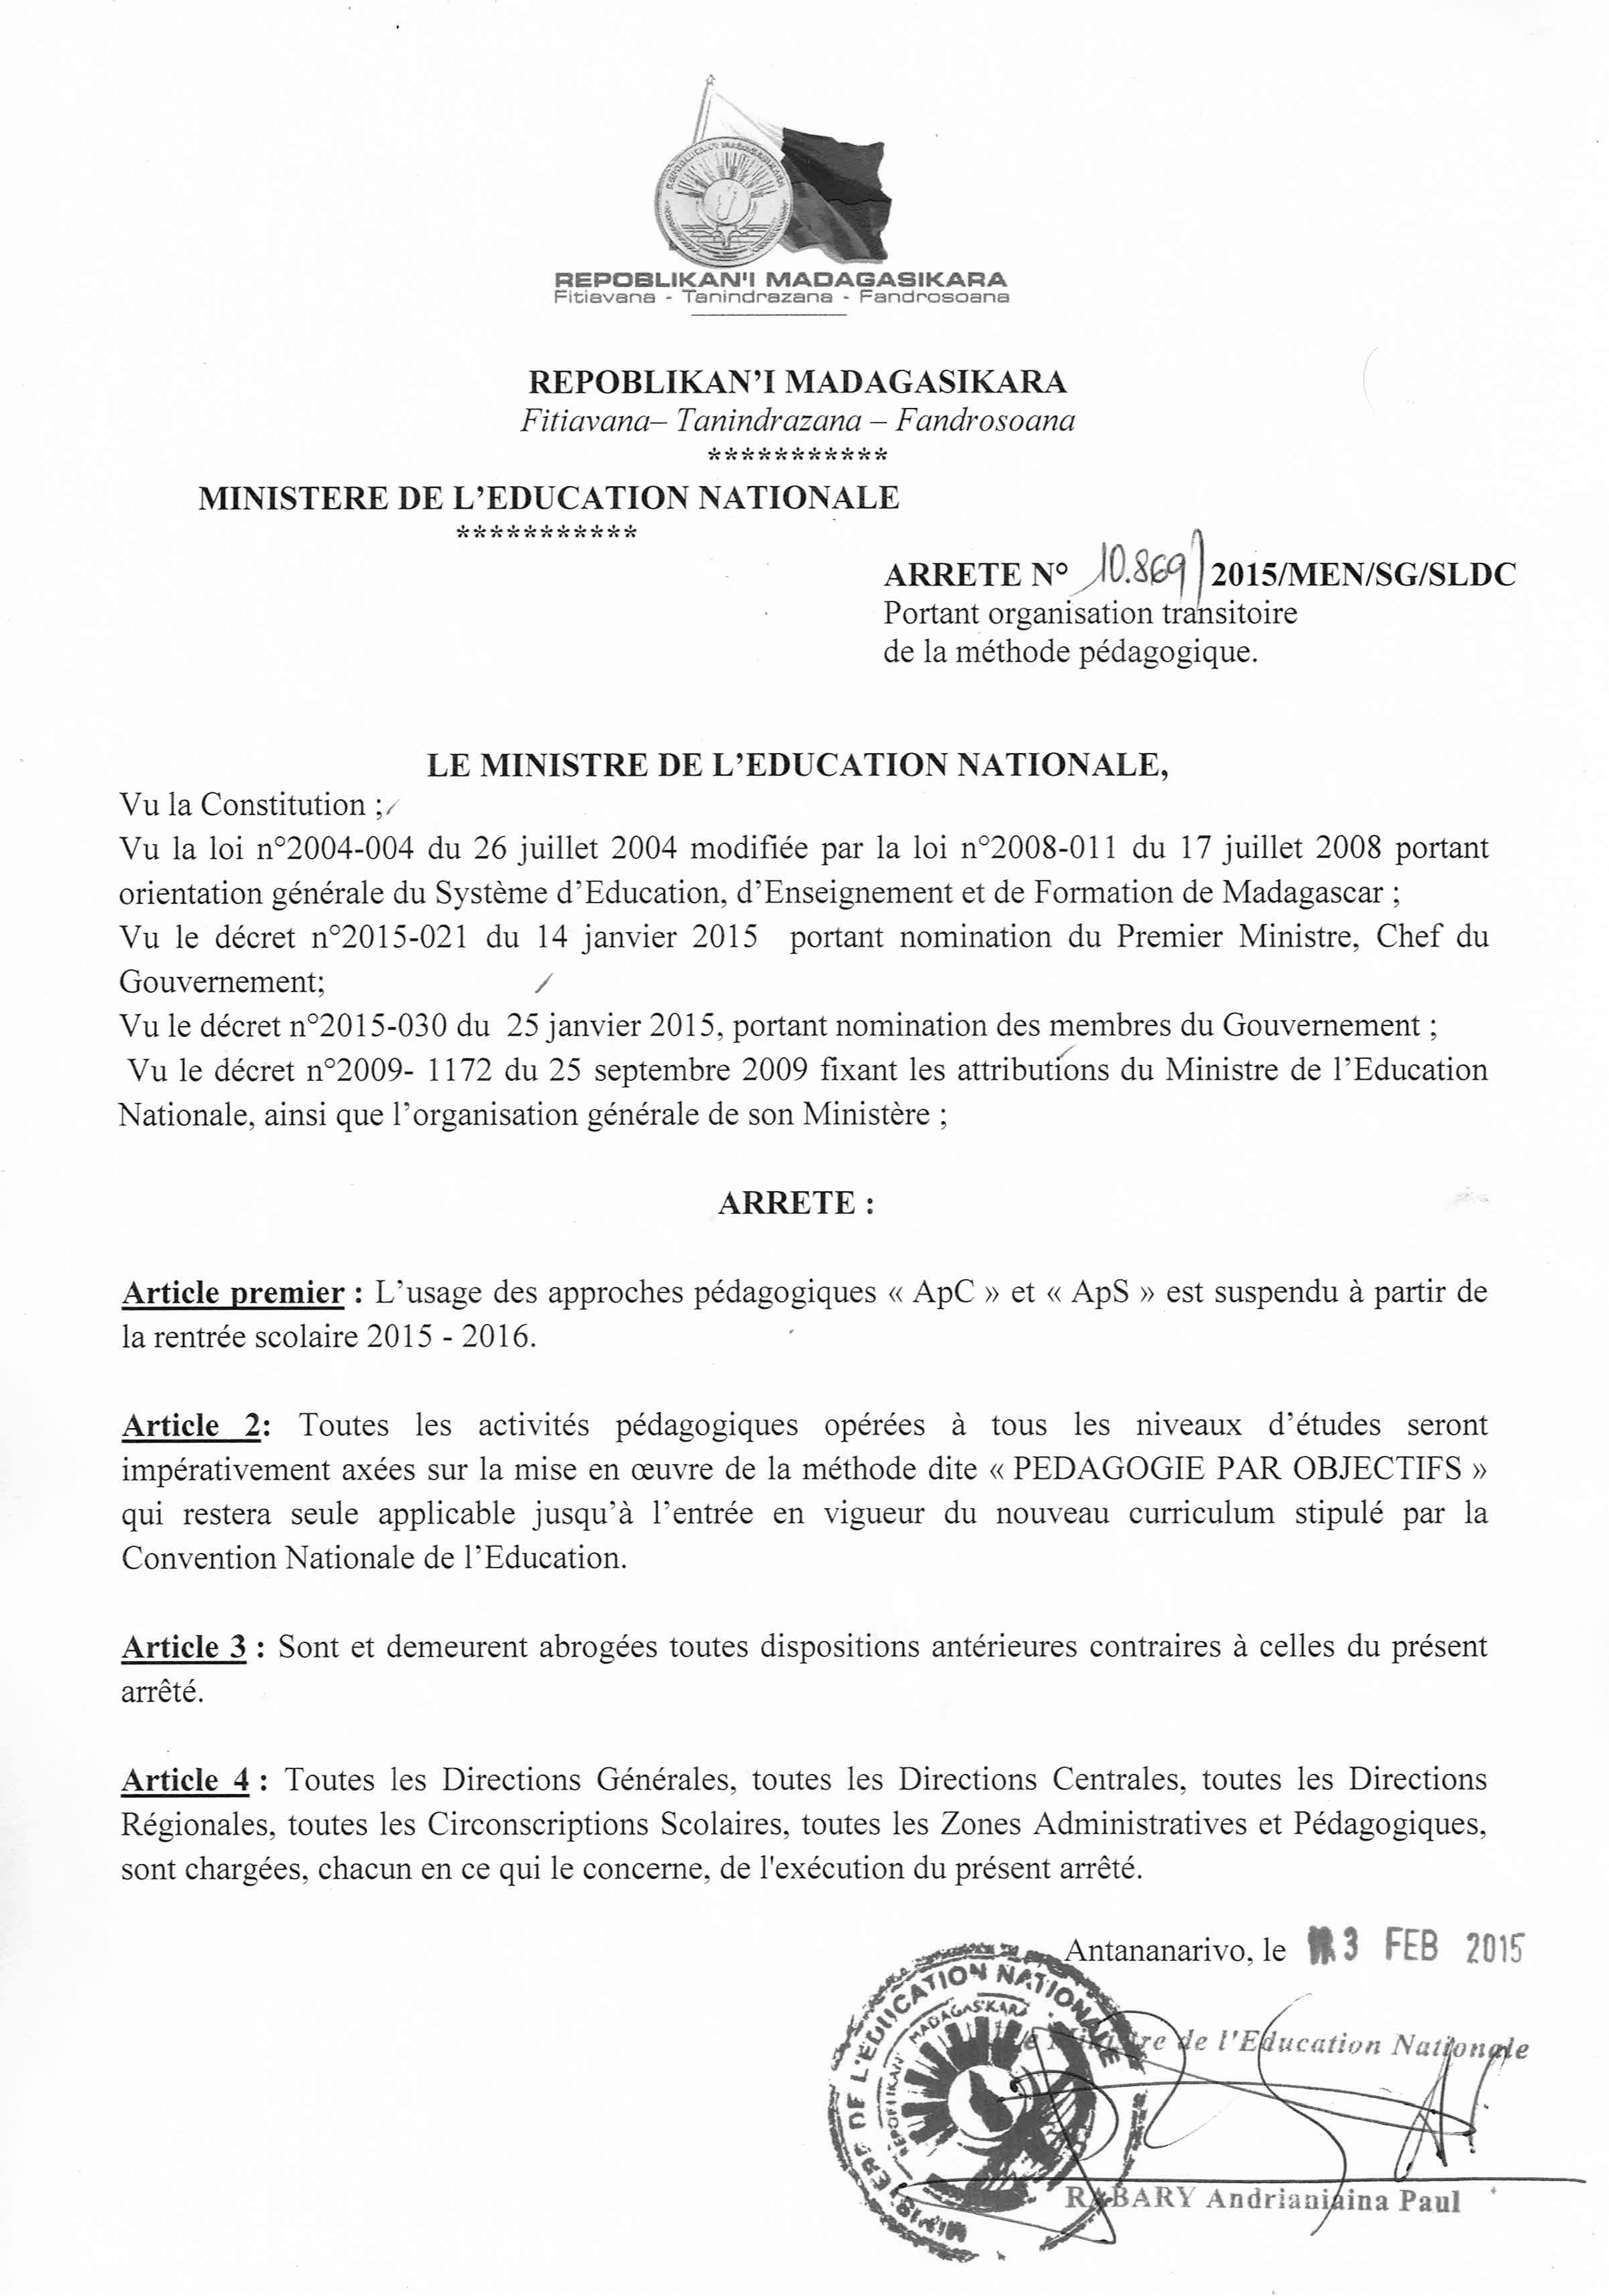 REPOBLIKAN'I MADAGASIKARA
Fitiavana - Tanindrazana - Fandrosoana
REPOBLIKAN'I MADAGASIKARA
Fitiavana– Tanindrazana – Fandrosoana
***********
MINISTERE DE L'EDUCATION NATIONALE
***********
ARRETE N° 10.869/2015/MEN/SG/SLDC
Portant organisation transitoire
de la méthode pédagogique.
LE MINISTRE DE L'EDUCATION NATIONALE,
Vu la Constitution ;
Vu la loi n°2004-004 du 26 juillet 2004 modifiée par la loi n°2008-011 du 17 juillet 2008 portant
orientation générale du Système d'Education, d'Enseignement et de Formation de Madagascar ;
Vu le décret n°2015-021 du 14 janvier 2015 portant nomination du Premier Ministre, Chef du
Gouvernement;
Vu le décret n°2015-030 du 25 janvier 2015, portant nomination des membres du Gouvernement ;
Vu le décret n°2009- 1172 du 25 septembre 2009 fixant les attributions du Ministre de l'Education
Nationale, ainsi que l'organisation générale de son Ministère ;
ARRETE :
Article premier : L'usage des approches pédagogiques « ApC » et « ApS » est suspendu à partir de
la rentrée scolaire 2015 - 2016.
Article 2: Toutes les activités pédagogiques opérées à tous les niveaux d'études seront
impérativement axées sur la mise en œuvre de la méthode dite « PEDAGOGIE PAR OBJECTIFS »
qui restera seule applicable jusqu'à l'entrée en vigueur du nouveau curriculum stipulé par la
Convention Nationale de l'Education.
Article 3 : Sont et demeurent abrogées toutes dispositions antérieures contraires à celles du présent
arrêté.
Article 4 : Toutes les Directions Générales, toutes les Directions Centrales, toutes les Directions
Régionales, toutes les Circonscriptions Scolaires, toutes les Zones Administratives et Pédagogiques,
sont chargées, chacun en ce qui le concerne, de l'exécution du présent arrêté.
Antananarivo, le 3 FEB 2015
MINISTERE DE L'EDUCATION NATIONALE
REPOBLIKAN'I MADAGASIKARA
Ministre de l'Education Nationale
RABARY Andrianiaina Paul